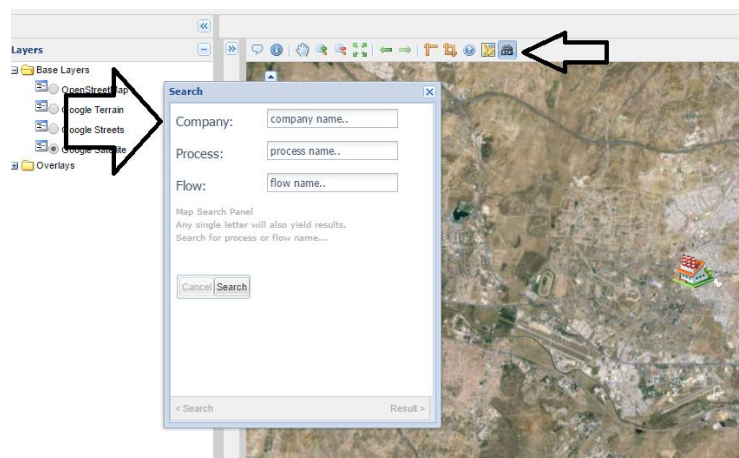 Layers
Base Layers
OpenStreetMap
Google Terrain
Google Streets
Google Satellite
Overlays
Search
Company:
company name..
Process:
process name..
Flow:
flow name..
Map Search Panel
Any single letter will also yield results.
Search for process or flow name...
Cancel Search
< Search
Result >